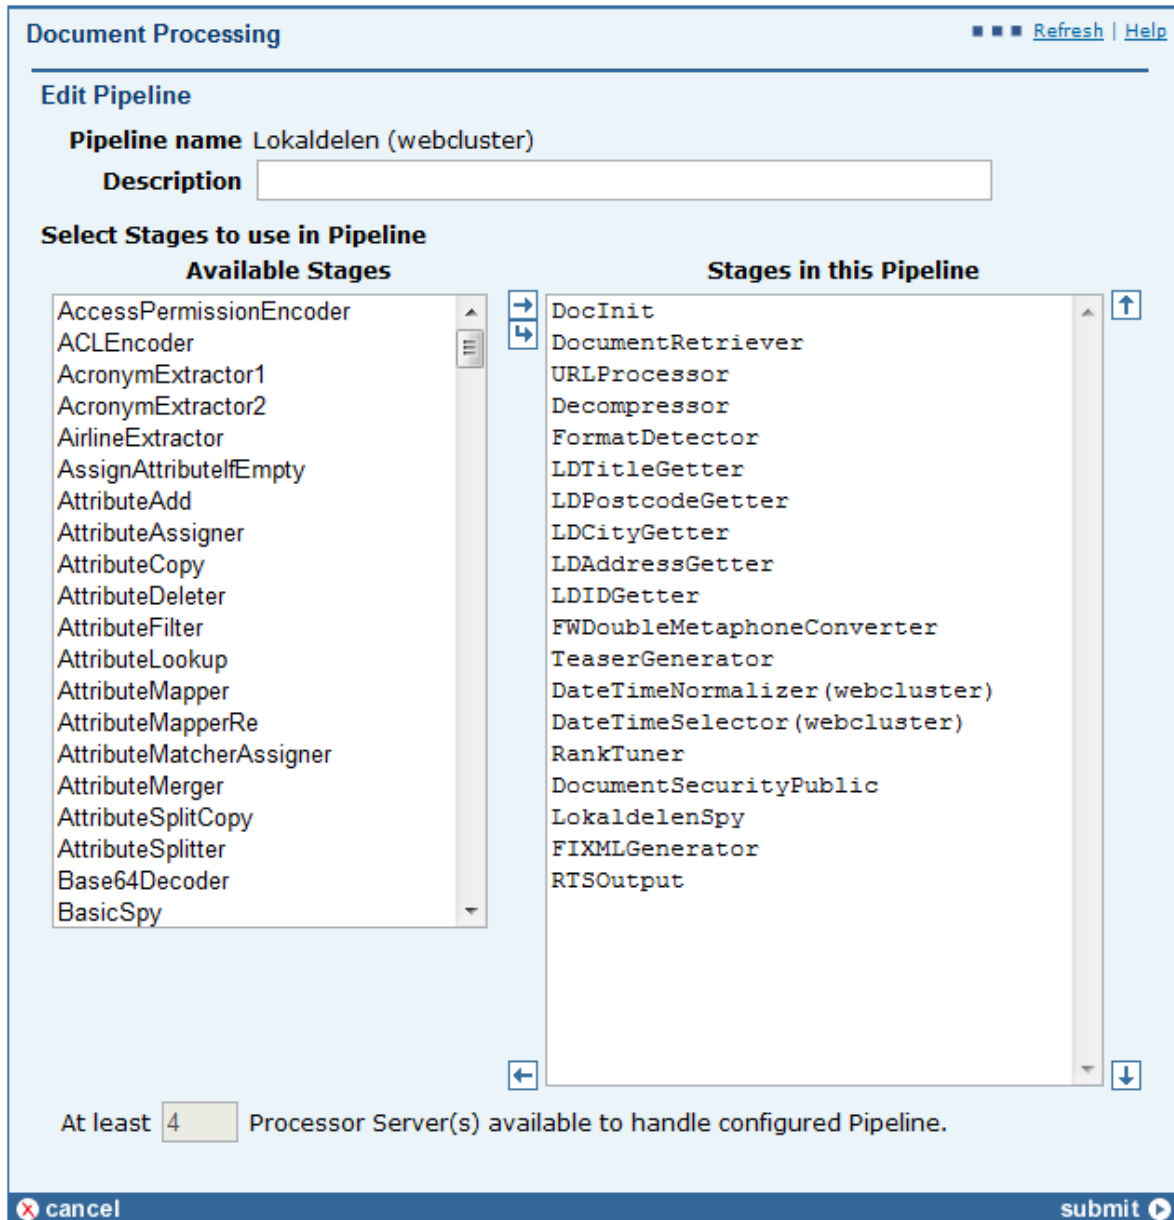 Document Processing
Refresh | Help
Edit Pipeline
Pipeline name Lokaldelen (webcluster)
Description
Select Stages to use in Pipeline
Available Stages
AccessPermissionEncoder
ACLEncoder
AcronymExtractor1
AcronymExtractor2
AirlineExtractor
AssignAttributeIfEmpty
AttributeAdd
AttributeAssigner
AttributeCopy
AttributeDeleter
AttributeFilter
AttributeLookup
AttributeMapper
AttributeMapperRe
AttributeMatcherAssigner
AttributeMerger
AttributeSplitCopy
AttributeSplitter
Base64Decoder
BasicSpy
Stages in this Pipeline
DocInit
DocumentRetriever
URLProcessor
Decompressor
FormatDetector
LDTitleGetter
LDPostcodeGetter
LDCityGetter
LDAddressGetter
LDIDGetter
FWDoubleMetaphoneConverter
TeaserGenerator
DateTimeNormalizer(webcluster)
DateTimeSelector(webcluster)
RankTuner
DocumentSecurityPublic
LokaldelenSpy
FIXMLGenerator
RTSOutput
At least 4 Processor Server(s) available to handle configured Pipeline.
cancel
submit